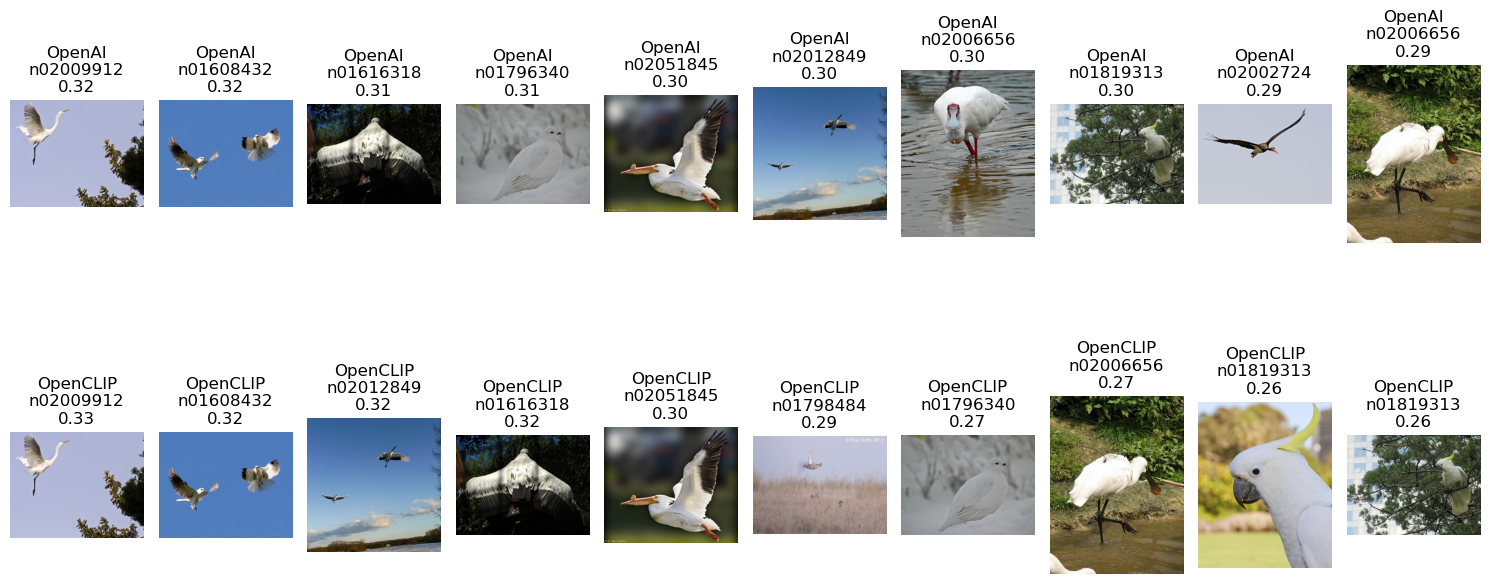 OpenAI
n02009912
0.32
OpenAI
n01608432
0.32
OpenAI
n01616318
0.31
OpenAI
n01796340
0.31
OpenAI
n02051845
0.30
OpenAI
n02012849
0.30
OpenAI
n02006656
0.30
OpenAI
n01819313
0.30
OpenAI
n02002724
0.29
OpenAI
n02006656
0.29
OpenCLIP
n02009912
0.33
OpenCLIP
n01608432
0.32
OpenCLIP
n02012849
0.32
OpenCLIP
n01616318
0.32
OpenCLIP
n02051845
0.30
OpenCLIP
n01798484
0.29
OpenCLIP
n01796340
0.27
OpenCLIP
n02006656
0.27
OpenCLIP
n01819313
0.26
OpenCLIP
n01819313
0.26